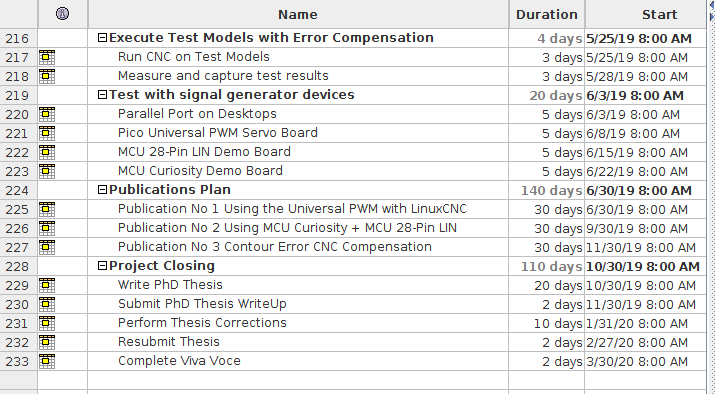 Name Duration Start
216 Execute Test Models with Error Compensation 4 days 5/25/19 8:00 AM
217 Run CNC on Test Models 3 days 5/25/19 8:00 AM
218 Measure and capture test results 3 days 5/28/19 8:00 AM
219 Test with signal generator devices 20 days 6/3/19 8:00 AM
220 Parallel Port on Desktops 5 days 6/3/19 8:00 AM
221 Pico Universal PWM Servo Board 5 days 6/8/19 8:00 AM
222 MCU 28-Pin LIN Demo Board 5 days 6/15/19 8:00 AM
223 MCU Curiosity Demo Board 5 days 6/22/19 8:00 AM
224 Publications Plan 140 days 6/30/19 8:00 AM
225 Publication No 1 Using the Universal PWM with LinuxCNC 30 days 6/30/19 8:00 AM
226 Publication No 2 Using MCU Curiosity + MCU 28-Pin LIN 30 days 9/30/19 8:00 AM
227 Publication No 3 Contour Error CNC Compensation 30 days 11/30/19 8:00 AM
228 Project Closing 110 days 10/30/19 8:00 AM
229 Write PhD Thesis 20 days 10/30/19 8:00 AM
230 Submit PhD Thesis WriteUp 2 days 11/30/19 8:00 AM
231 Perform Thesis Corrections 10 days 1/31/20 8:00 AM
232 Resubmit Thesis 2 days 2/27/20 8:00 AM
233 Complete Viva Voce 2 days 3/30/20 8:00 AM